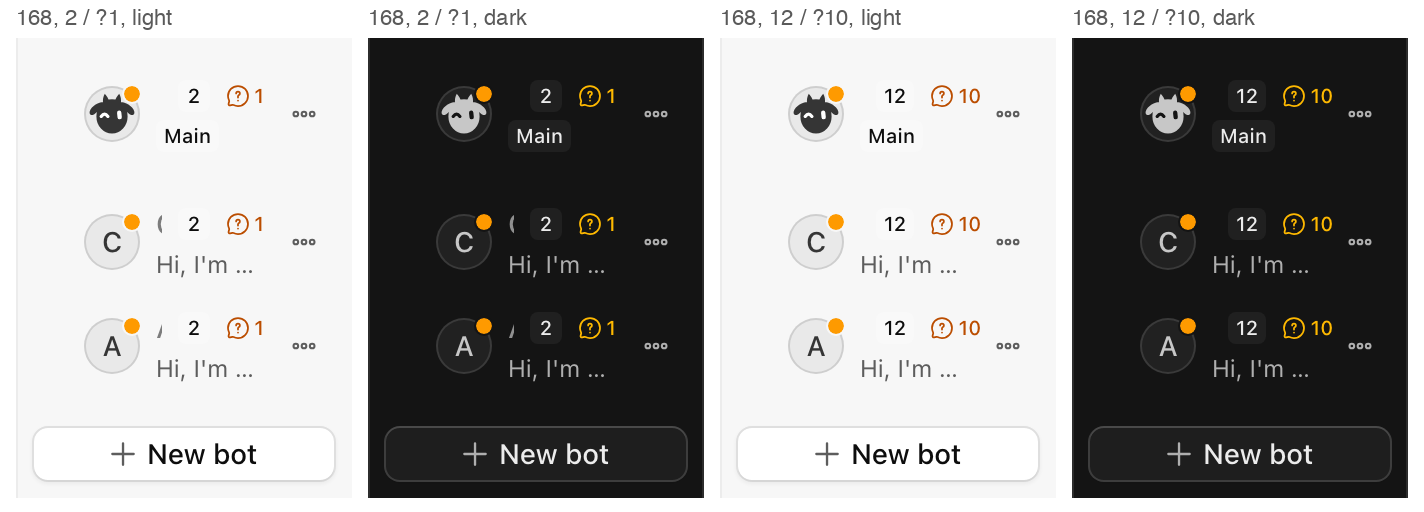 168, 2 / ?1, light
2 ? 1
Main
C 2 ? 1
Hi, I'm ...
A 2 ? 1
Hi, I'm ...
+ New bot
168, 2 / ?1, dark
2 ? 1
Main
C 2 ? 1
Hi, I'm ...
A 2 ? 1
Hi, I'm ...
+ New bot
168, 12 / ?10, light
12 ? 10
Main
C 12 ? 10
Hi, I'm ...
A 12 ? 10
Hi, I'm ...
+ New bot
168, 12 / ?10, dark
12 ? 10
Main
C 12 ? 10
Hi, I'm ...
A 12 ? 10
Hi, I'm ...
+ New bot